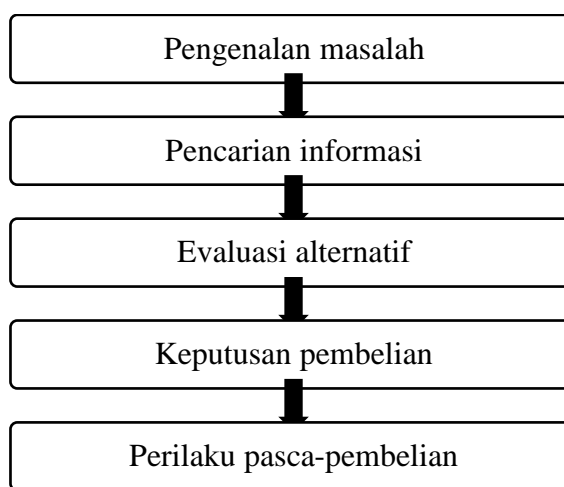 Pengenalan masalah
Pencarian informasi
Evaluasi alternatif
Keputusan pembelian
Perilaku pasca-pembelian